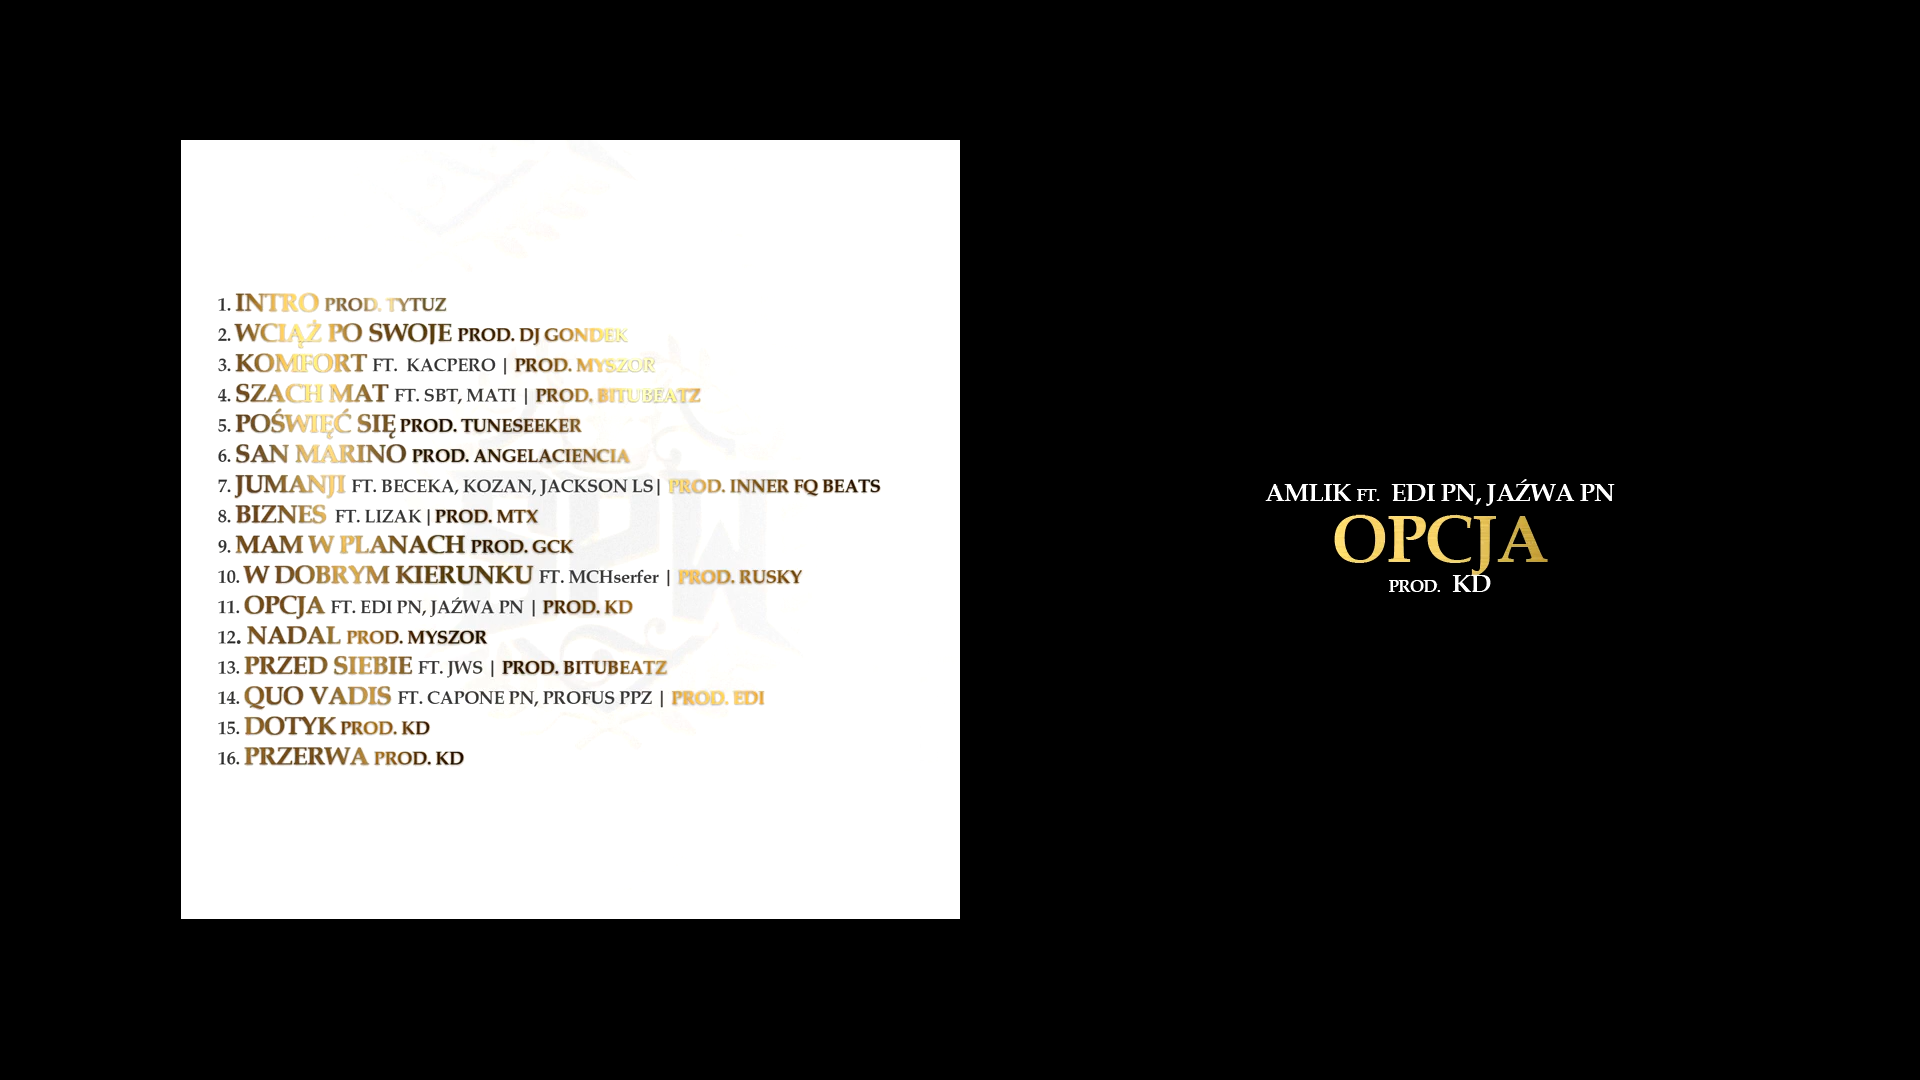 1. INTRO PROD. TYTUZ
2. WCIĄŻ PO SWOJE PROD. DJ GONDEK
3. KOMFORT FT. KACPERO | PROD. MYSZOR
4. SZACH MAT FT. SBT, MATI | PROD. BITUBEATZ
5. POŚWIĘĆ SIĘ PROD. TUNESEEKER
6. SAN MARINO PROD. ANGELACIENCIA
7. JUMANJI FT. BECEKA, KOZAN, JACKSON LS| PROD. INNER FQ BEATS
8. BIZNES FT. LIZAK | PROD. MTX
9. MAM W PLANACH PROD. GCK
10. W DOBRYM KIERUNKU FT. MCHserfer | PROD. RUSKY
11. OPCJA FT. EDI PN, JAŹWA PN | PROD. KD
12. NADAL PROD. MYSZOR
13. PRZED SIEBIE FT. JWS | PROD. BITUBEATZ
14. QUO VADIS FT. CAPONE PN, PROFUS PPZ | PROD. EDI
15. DOTYK PROD. KD
16. PRZERWA PROD. KD
AMLIK FT. EDI PN, JAŹWA PN
OPCJA
PROD. KD